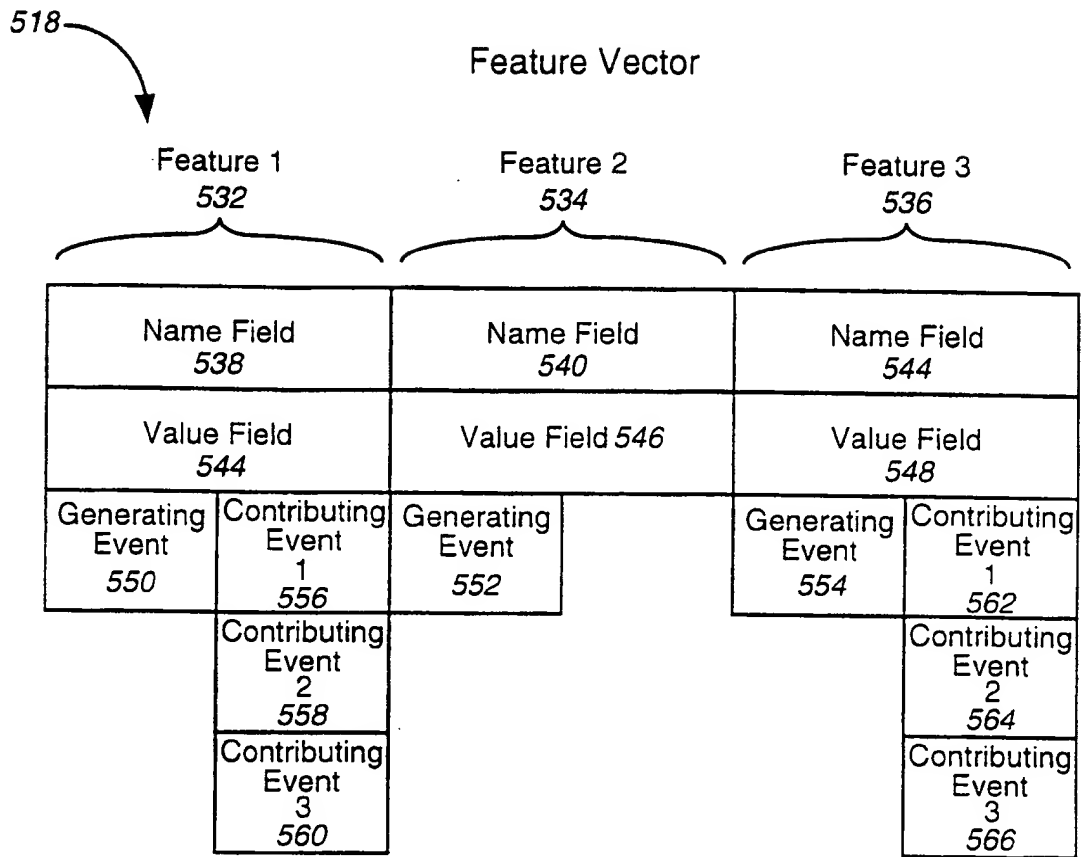 518
Feature Vector
Feature 1
532
Feature 2
534
Feature 3
536
Name Field
538
Name Field
540
Name Field
544
Value Field
544
Value Field 546
Value Field
548
Generating
Event
550
Contributing
Event
1
556
Generating
Event
552
Generating
Event
554
Contributing
Event
1
562
Contributing
Event
2
558
Contributing
Event
2
564
Contributing
Event
3
560
Contributing
Event
3
566